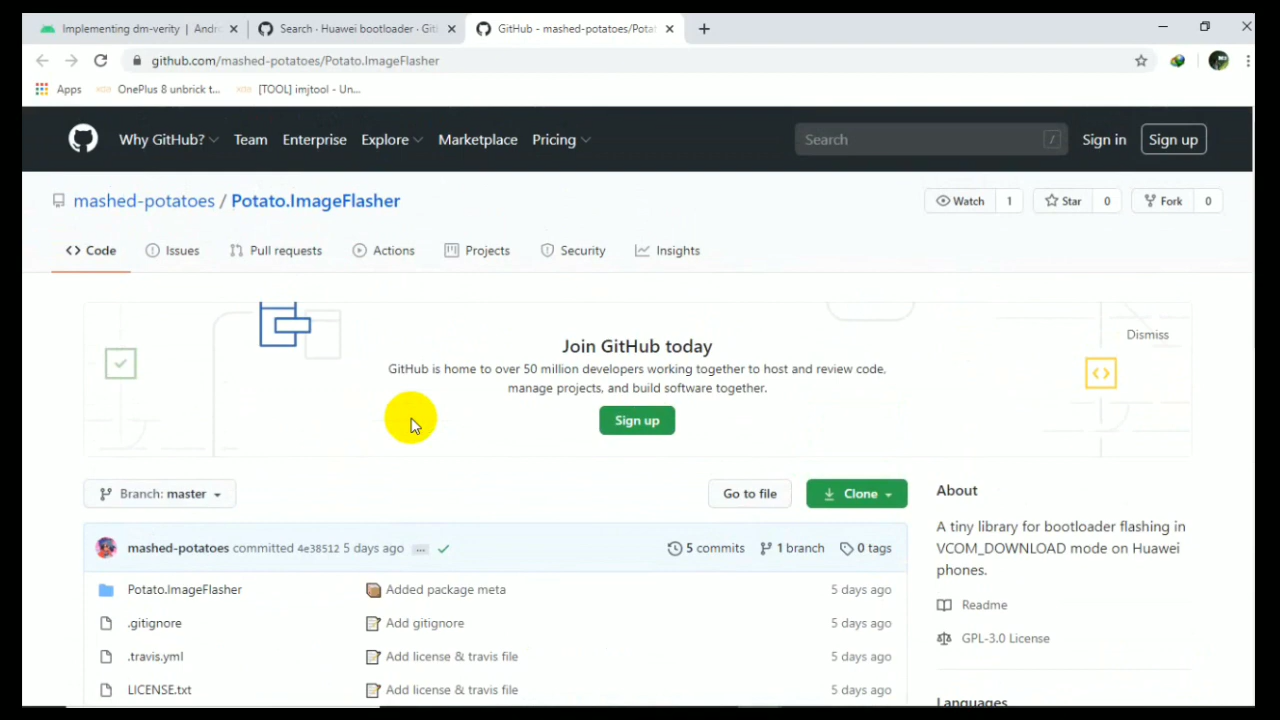 Implementing dm-verity | Andr
Search · Huawei bootloader · Git
GitHub - mashed-potatoes/Potat
github.com/mashed-potatoes/Potato.ImageFlasher
Apps
OnePlus 8 unbrick t...
[TOOL] imjtool - Un...
Why GitHub?
Team
Enterprise
Explore
Marketplace
Pricing
Search
/
Sign in
Sign up
mashed-potatoes / Potato.ImageFlasher
Watch 1
Star 0
Fork 0
Code
Issues
Pull requests
Actions
Projects
Security
Insights
Join GitHub today
Dismiss
GitHub is home to over 50 million developers working together to host and review code,
manage projects, and build software together.
Sign up
Branch: master
Go to file
Clone
mashed-potatoes committed 4e38512 5 days ago ...
5 commits
1 branch
0 tags
Potato.ImageFlasher Added package meta 5 days ago
.gitignore Add gitignore 5 days ago
.travis.yml Add license & travis file 5 days ago
LICENSE.txt Add license & travis file 5 days ago
About
A tiny library for bootloader flashing in
VCOM_DOWNLOAD mode on Huawei
phones.
Readme
GPL-3.0 License
Languages